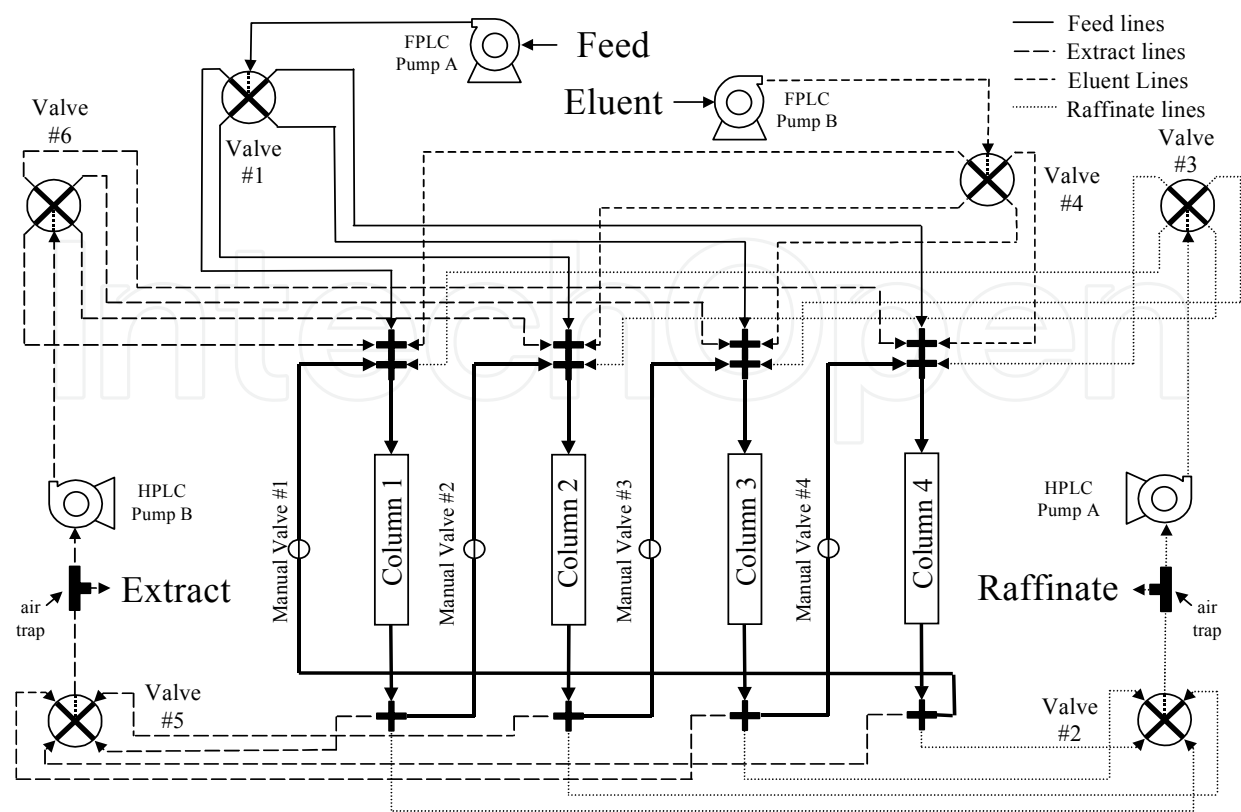 FPLC
Pump A
Feed
Feed lines
Extract lines
Eluent Lines
Raffinate lines
Eluent
FPLC
Pump B
Valve
#6
Valve
#1
Valve
#3
Valve
#4
IntechOpen
HPLC
Pump B
Manual Valve #1
Column 1
Manual Valve #2
Column 2
Manual Valve #3
Column 3
Manual Valve #4
Column 4
HPLC
Pump A
Extract
air
trap
Raffinate
air
trap
Valve
#5
Valve
#2